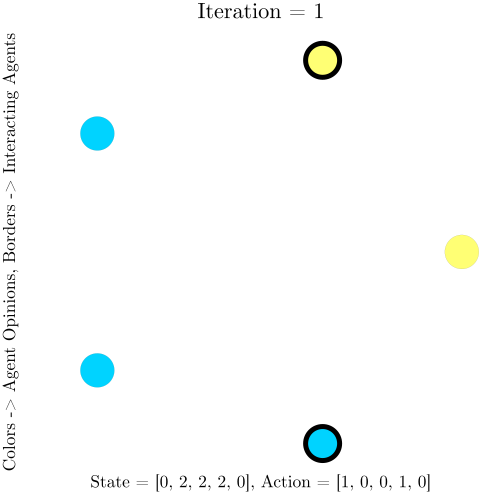 Iteration = 1
Colors -> Agent Opinions, Borders -> Interacting Agents
State = [0, 2, 2, 2, 0], Action = [1, 0, 0, 1, 0]